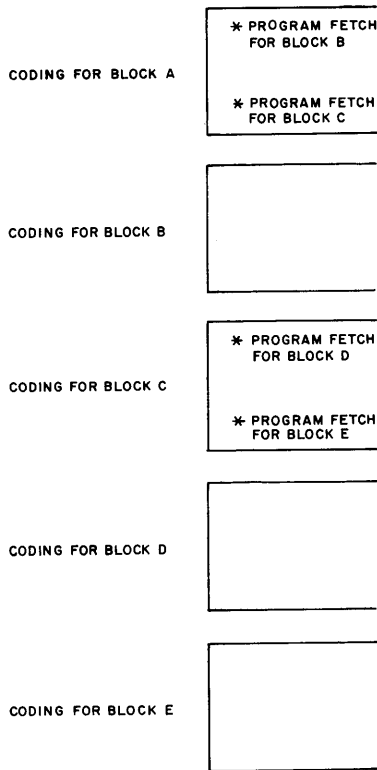 * PROGRAM FETCH
FOR BLOCK B
CODING FOR BLOCK A
* PROGRAM FETCH
FOR BLOCK C
CODING FOR BLOCK B
* PROGRAM FETCH
FOR BLOCK D
CODING FOR BLOCK C
* PROGRAM FETCH
FOR BLOCK E
CODING FOR BLOCK D
CODING FOR BLOCK E